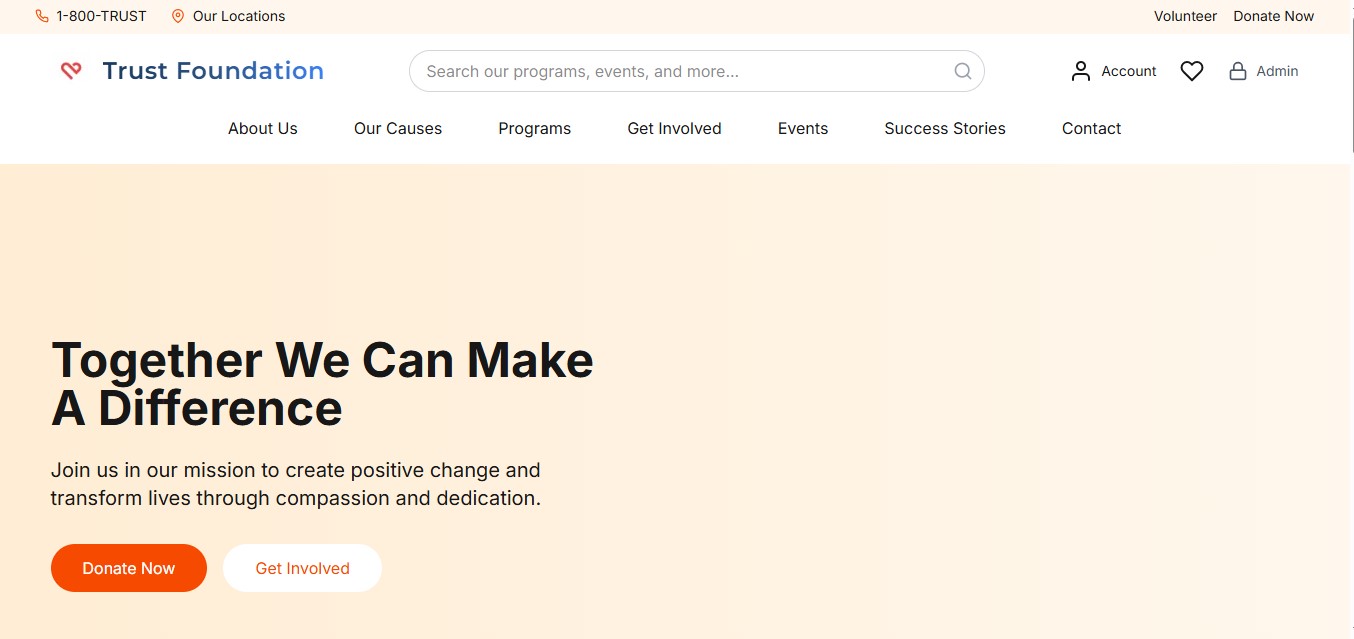 1-800-TRUST Our Locations Volunteer Donate Now
Trust Foundation Search our programs, events, and more... Account Admin
About Us Our Causes Programs Get Involved Events Success Stories Contact
Together We Can Make
A Difference
Join us in our mission to create positive change and
transform lives through compassion and dedication.
Donate Now Get Involved